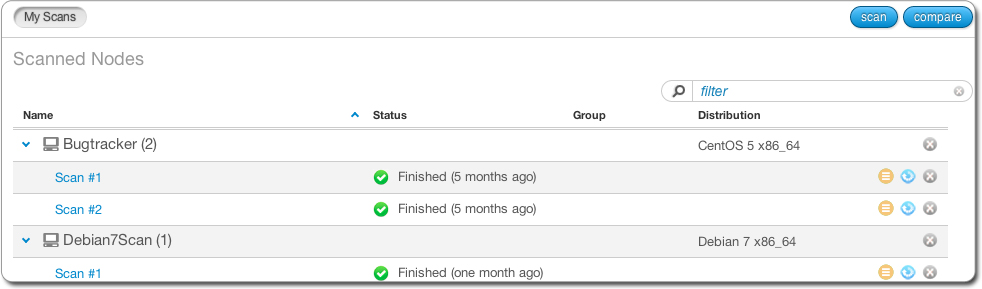 My Scans scan compare
Scanned Nodes
filter
Name Status Group Distribution
Bugtracker (2) CentOS 5 x86_64
Scan #1 Finished (5 months ago)
Scan #2 Finished (5 months ago)
Debian7Scan (1) Debian 7 x86_64
Scan #1 Finished (one month ago)